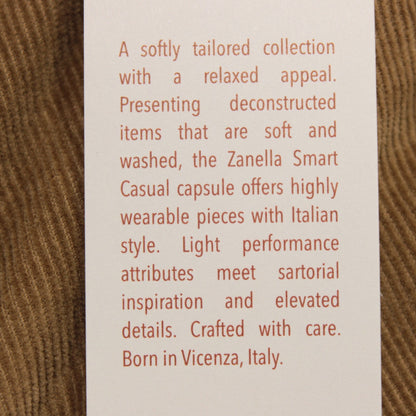 A softly tailored collection
with a relaxed appeal.
Presenting deconstructed
items that are soft and
washed, the Zanella Smart
Casual capsule offers highly
wearable pieces with Italian
style. Light performance
attributes meet sartorial
inspiration and elevated
details. Crafted with care.
Born in Vicenza, Italy.